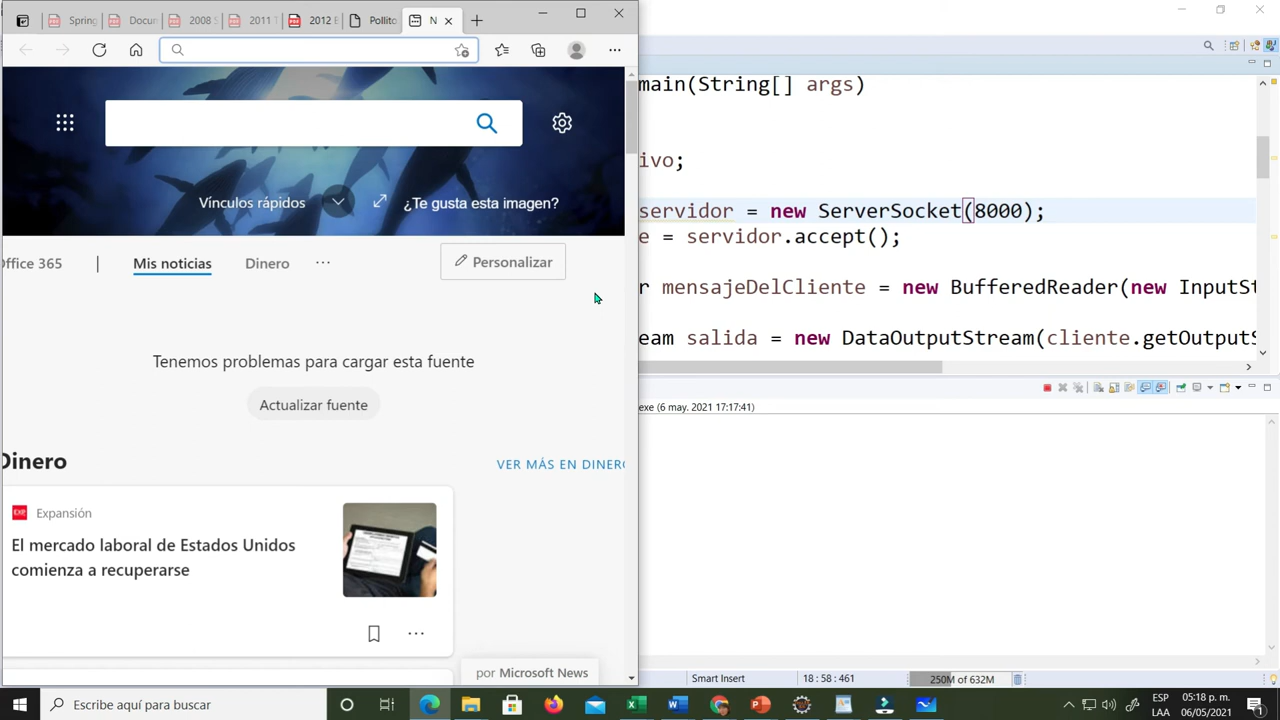 Spring
Docum
2008 S
2011 T
2012 E
Pollito
N
¿Te gusta esta imagen?
Vínculos rápidos
ffice 365
Mis noticias
Dinero
Personalizar
Tenemos problemas para cargar esta fuente
Actualizar fuente
Dinero
VER MÁS EN DINERO
Expansión
El mercado laboral de Estados Unidos
comienza a recuperarse
por Microsoft News
main(String[] args)
ivo;
servidor = new ServerSocket(8000);
e = servidor.accept();
r mensajeDelCliente = new BufferedReader(new InputSt
eam salida = new DataOutputStream(cliente.getOutputS
exe (6 may. 2021 17:17:41)
Smart Insert
18 : 58 : 461
250M of 632M
Escribe aquí para buscar
ESP
LAA
05:18 p. m.
06/05/2021